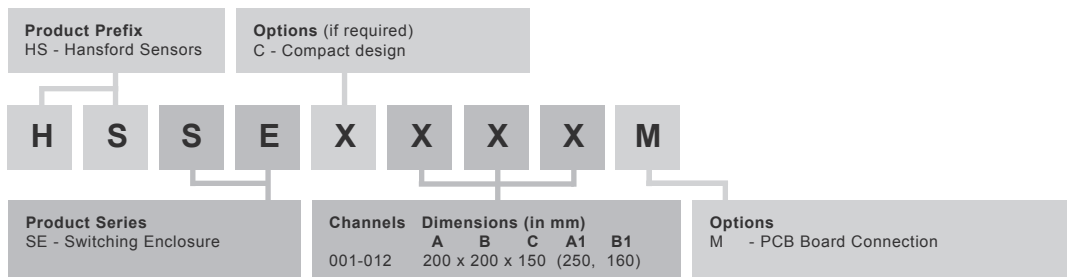 Product Prefix
HS - Hansford Sensors
Options (if required)
C - Compact design
H S S E X X X X M
Product Series
SE - Switching Enclosure
Channels Dimensions (in mm)
A B C A1 B1
001-012 200 x 200 x 150 (250, 160)
Options
M - PCB Board Connection